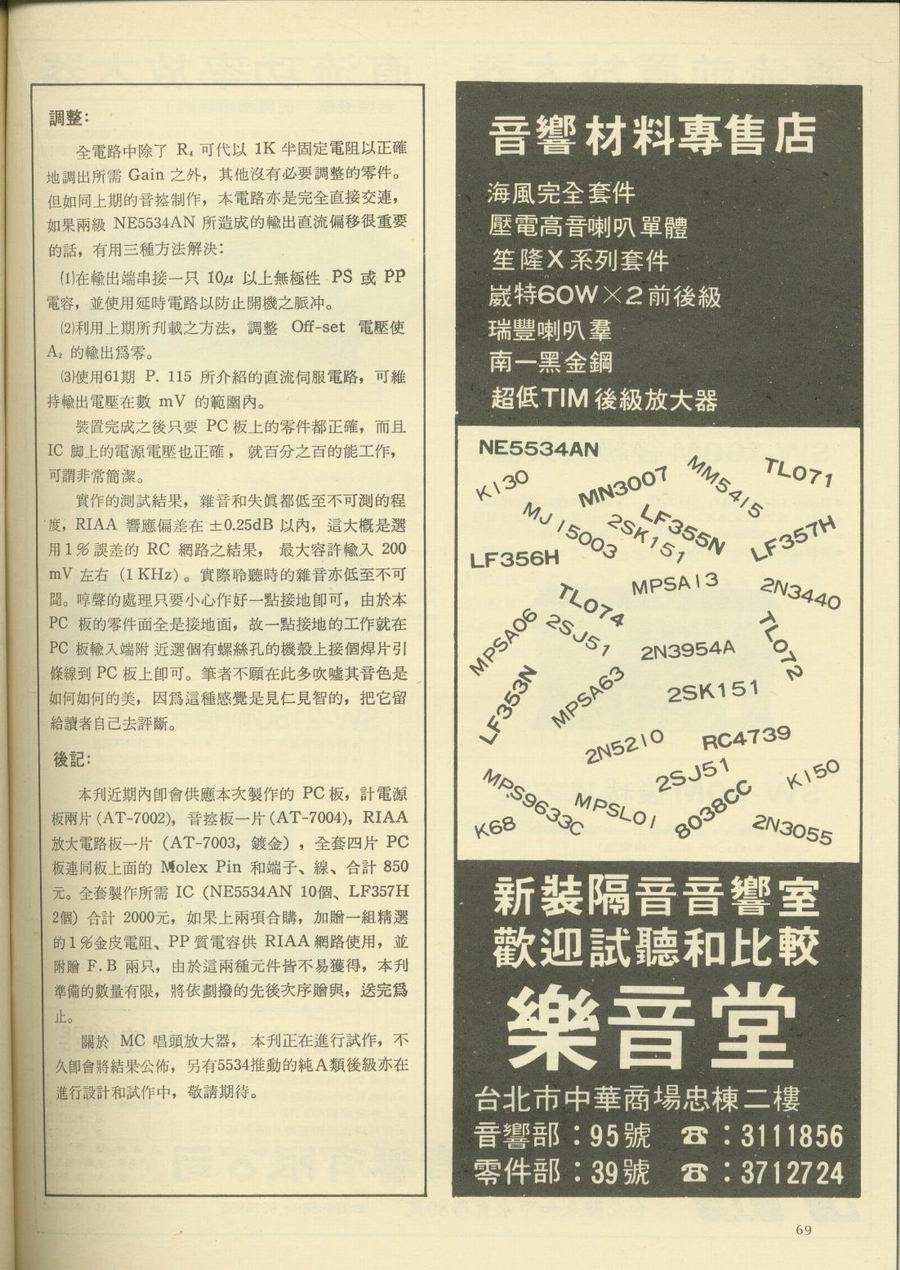 調整：
全電路中除了 R₄ 可代以 1K 半固定電阻以正確
地調出所需 Gain 之外，其他沒有必要調整的零件。
但如同上期的音控制作，本電路亦是完全直接交連，
如果兩級 NE5534AN 所造成的輸出直流偏移很重要
的話，有用三種方法解決：
⑴在輸出端串接一只 10μ 以上無極性 PS 或 PP
電容，並使用延時電路以防止開機之脈冲。
⑵利用上期所刋載之方法，調整 Off-set 電壓使
A₂ 的輸出爲零。
⑶使用61期 P. 115 所介紹的直流伺服電路，可維
持輸出電壓在數 mV 的範圍內。
裝置完成之後只要 PC 板上的零件都正確，而且
IC 脚上的電源電壓也正確，就百分之百的能工作，
可謂非常簡潔。
實作的測試結果，雜音和失眞都低至不可測的程
度，RIAA 響應偏差在 ±0.25dB 以內，這大概是選
用1％誤差的 RC 網路之結果，最大容許輸入 200
mV 左右（1KHz）。實際聆聽時的雜音亦低至不可
聞。哼聲的處理只要小心作好一點接地卽可，由於本
PC 板的零件面全是接地面，故一點接地的工作就在
PC 板輸入端附 近選個有螺絲孔的機殼上接個焊片引
條線到 PC 板上卽可。筆者不願在此多吹噓其音色是
如何如何的美，因爲這種感覺是見仁見智的，把它留
給讀者自己去評斷。
後記：
本刋近期內卽會供應本次製作的 PC 板，計電源
板兩片（AT-7002），音控板一片（AT-7004），RIAA
放大電路板一片（AT-7003，鍍金），全套四片 PC
板連同板上面的 Molex Pin 和端子、線、合計 850
元。全套製作所需 IC（NE5534AN 10個、LF357H
2個）合計 2000元，如果上兩項合購，加贈一組精選
的1％金皮電阻、PP 質電容供 RIAA 網路使用，並
附贈 F.B 兩只，由於這兩種元件皆不易獲得，本刋
準備的數量有限，將依劃撥的先後次序贈與，送完爲
止。
關於 MC 唱頭放大器，本刋正在進行試作，不
久卽會將結果公佈，另有5534推動的純A類後級亦在
進行設計和試作中，敬請期待。
音響材料專售店
海風完全套件
壓電高音喇叭單體
笙隆X系列套件
崴特60W×2前後級
瑞豐喇叭羣
南一黑金鋼
超低TIM後級放大器
NE5534AN
K130
MN3007
MM5415
TL071
MJ15003
2SK151
LF355N
LF357H
LF356H
MPSA13
2N3440
TL074
MPSA06
2SJ51
2N3954A
TL072
LF353N
MPSA63
2SK151
2N5210
RC4739
2SJ51
K150
MPS9633C
MPSL01
8038CC
K68
2N3055
新裝隔音音響室
歡迎試聽和比較
樂音堂
台北市中華商場忠棟二樓
音響部：95號 ☎：3111856
零件部：39號 ☎：3712724
69